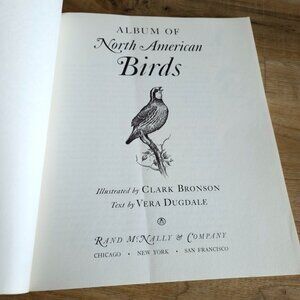 ALBUM OF
North American
Birds
Illustrated by CLARK BRONSON
Text by VERA DUGDALE
RAND MCNALLY & COMPANY
CHICAGO • NEW YORK • SAN FRANCISCO